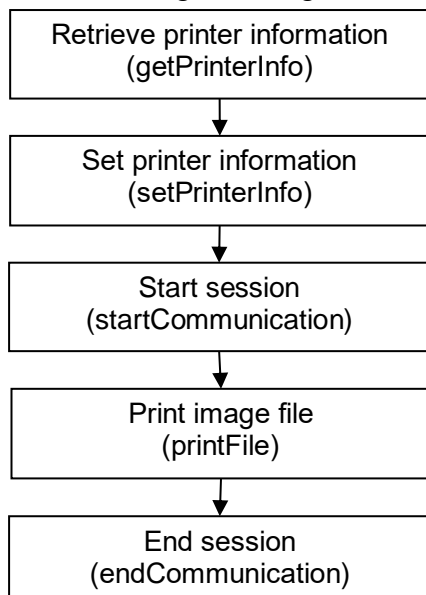 Retrieve printer information
(getPrinterInfo)
Set printer information
(setPrinterInfo)
Start session
(startCommunication)
Print image file
(printFile)
End session
(endCommunication)